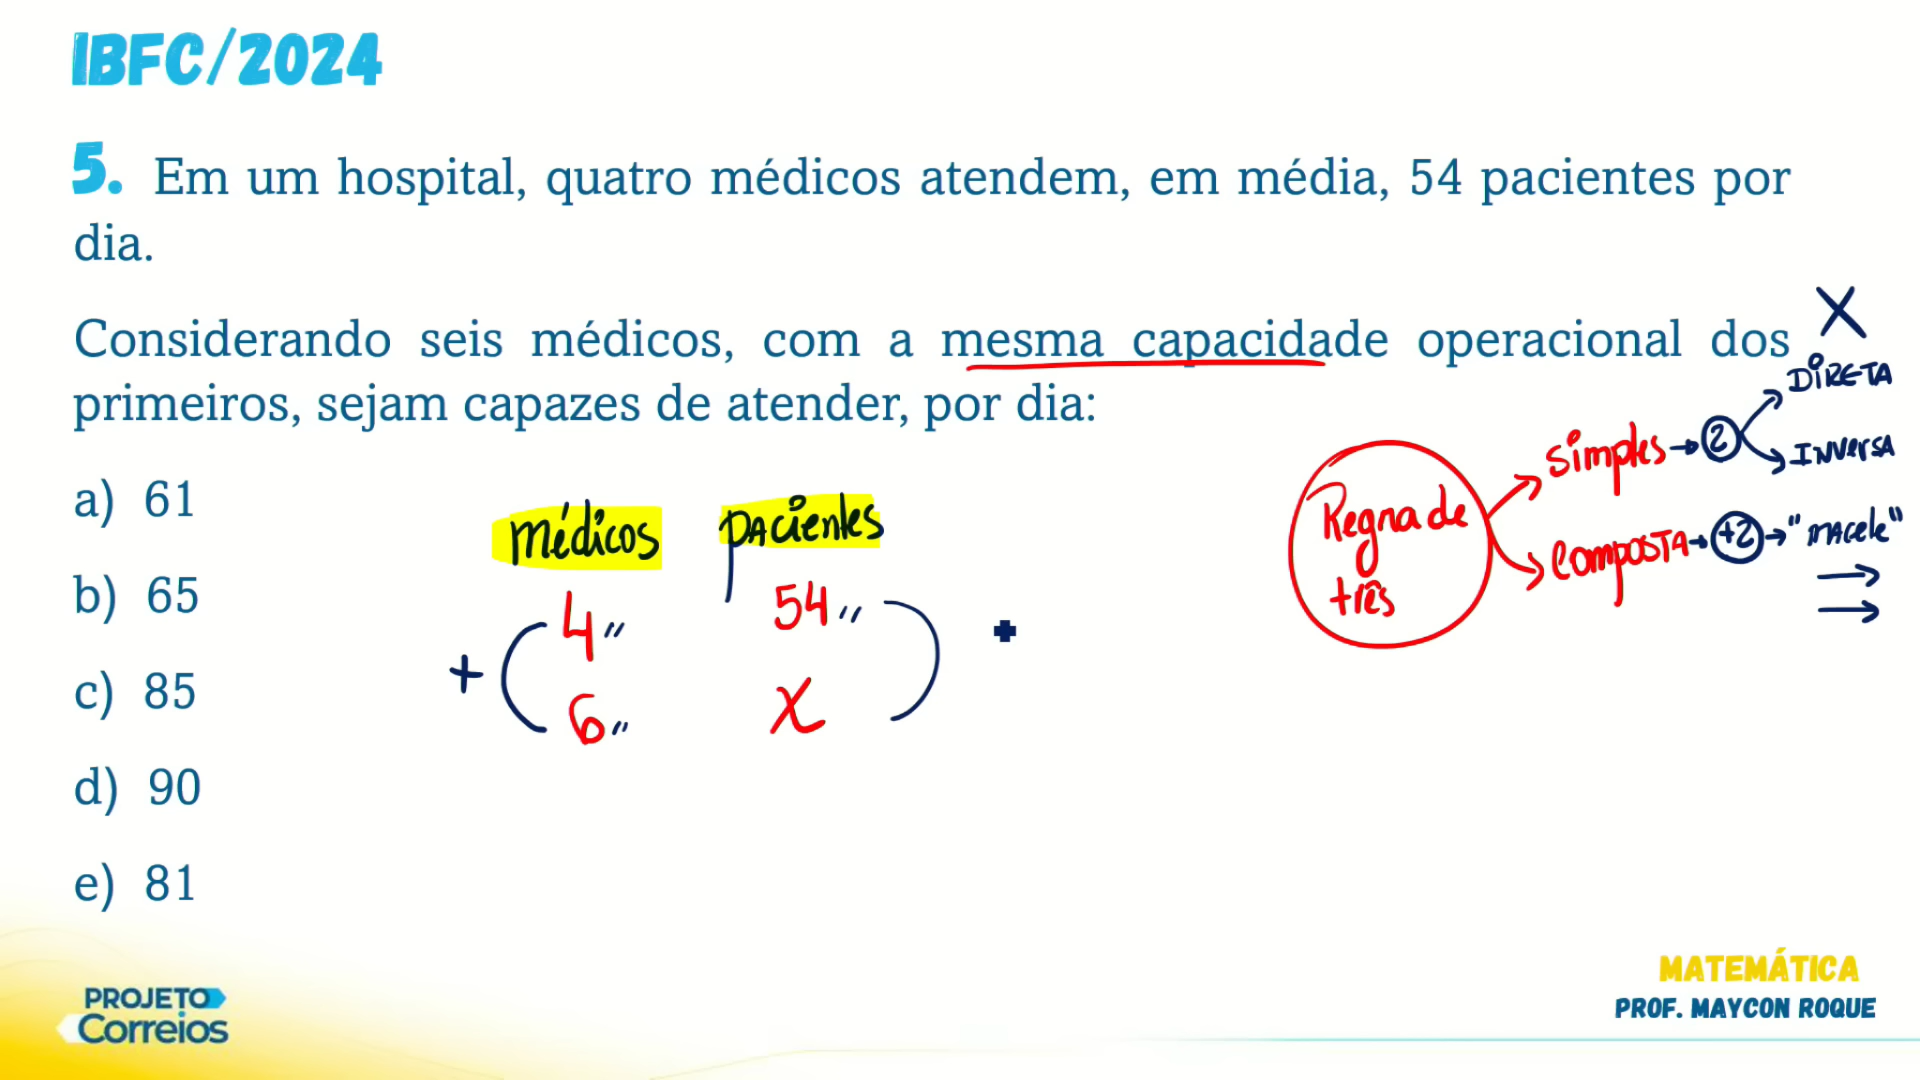 IBFC/2024
5. Em um hospital, quatro médicos atendem, em média, 54 pacientes por
dia.
Considerando seis médicos, com a mesma capacidade operacional dos
primeiros, sejam capazes de atender, por dia:
a) 61
b) 65
c) 85
d) 90
e) 81
médicos pacientes
4 54
+ +
6 x
X
Regra de
três
simples → 2
DIRETA
INVERSA
COMPOSTA → +2 → "macete"
MATEMÁTICA
PROF. MAYCON ROQUE
PROJETO
Correios